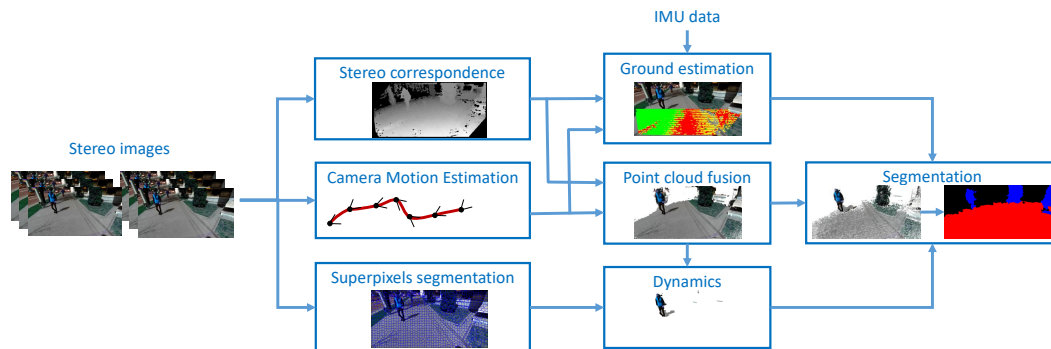 IMU data
Stereo correspondence
Ground estimation
Stereo images
Camera Motion Estimation
Point cloud fusion
Segmentation
Superpixels segmentation
Dynamics